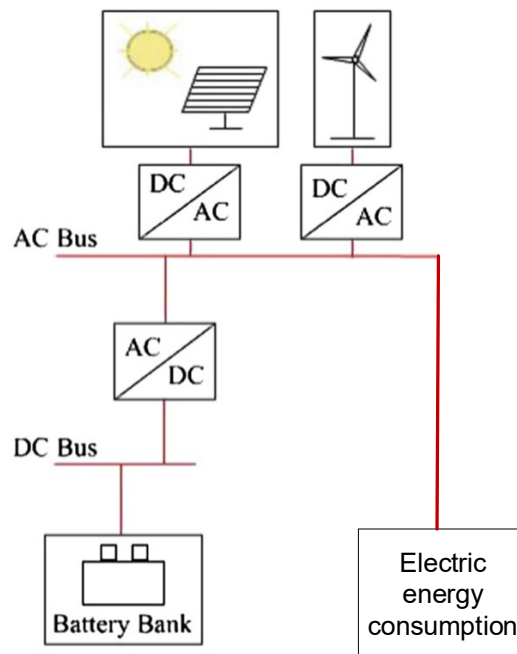 DC
AC
DC
AC
AC Bus
AC
DC
DC Bus
Battery Bank
Electric
energy
consumption